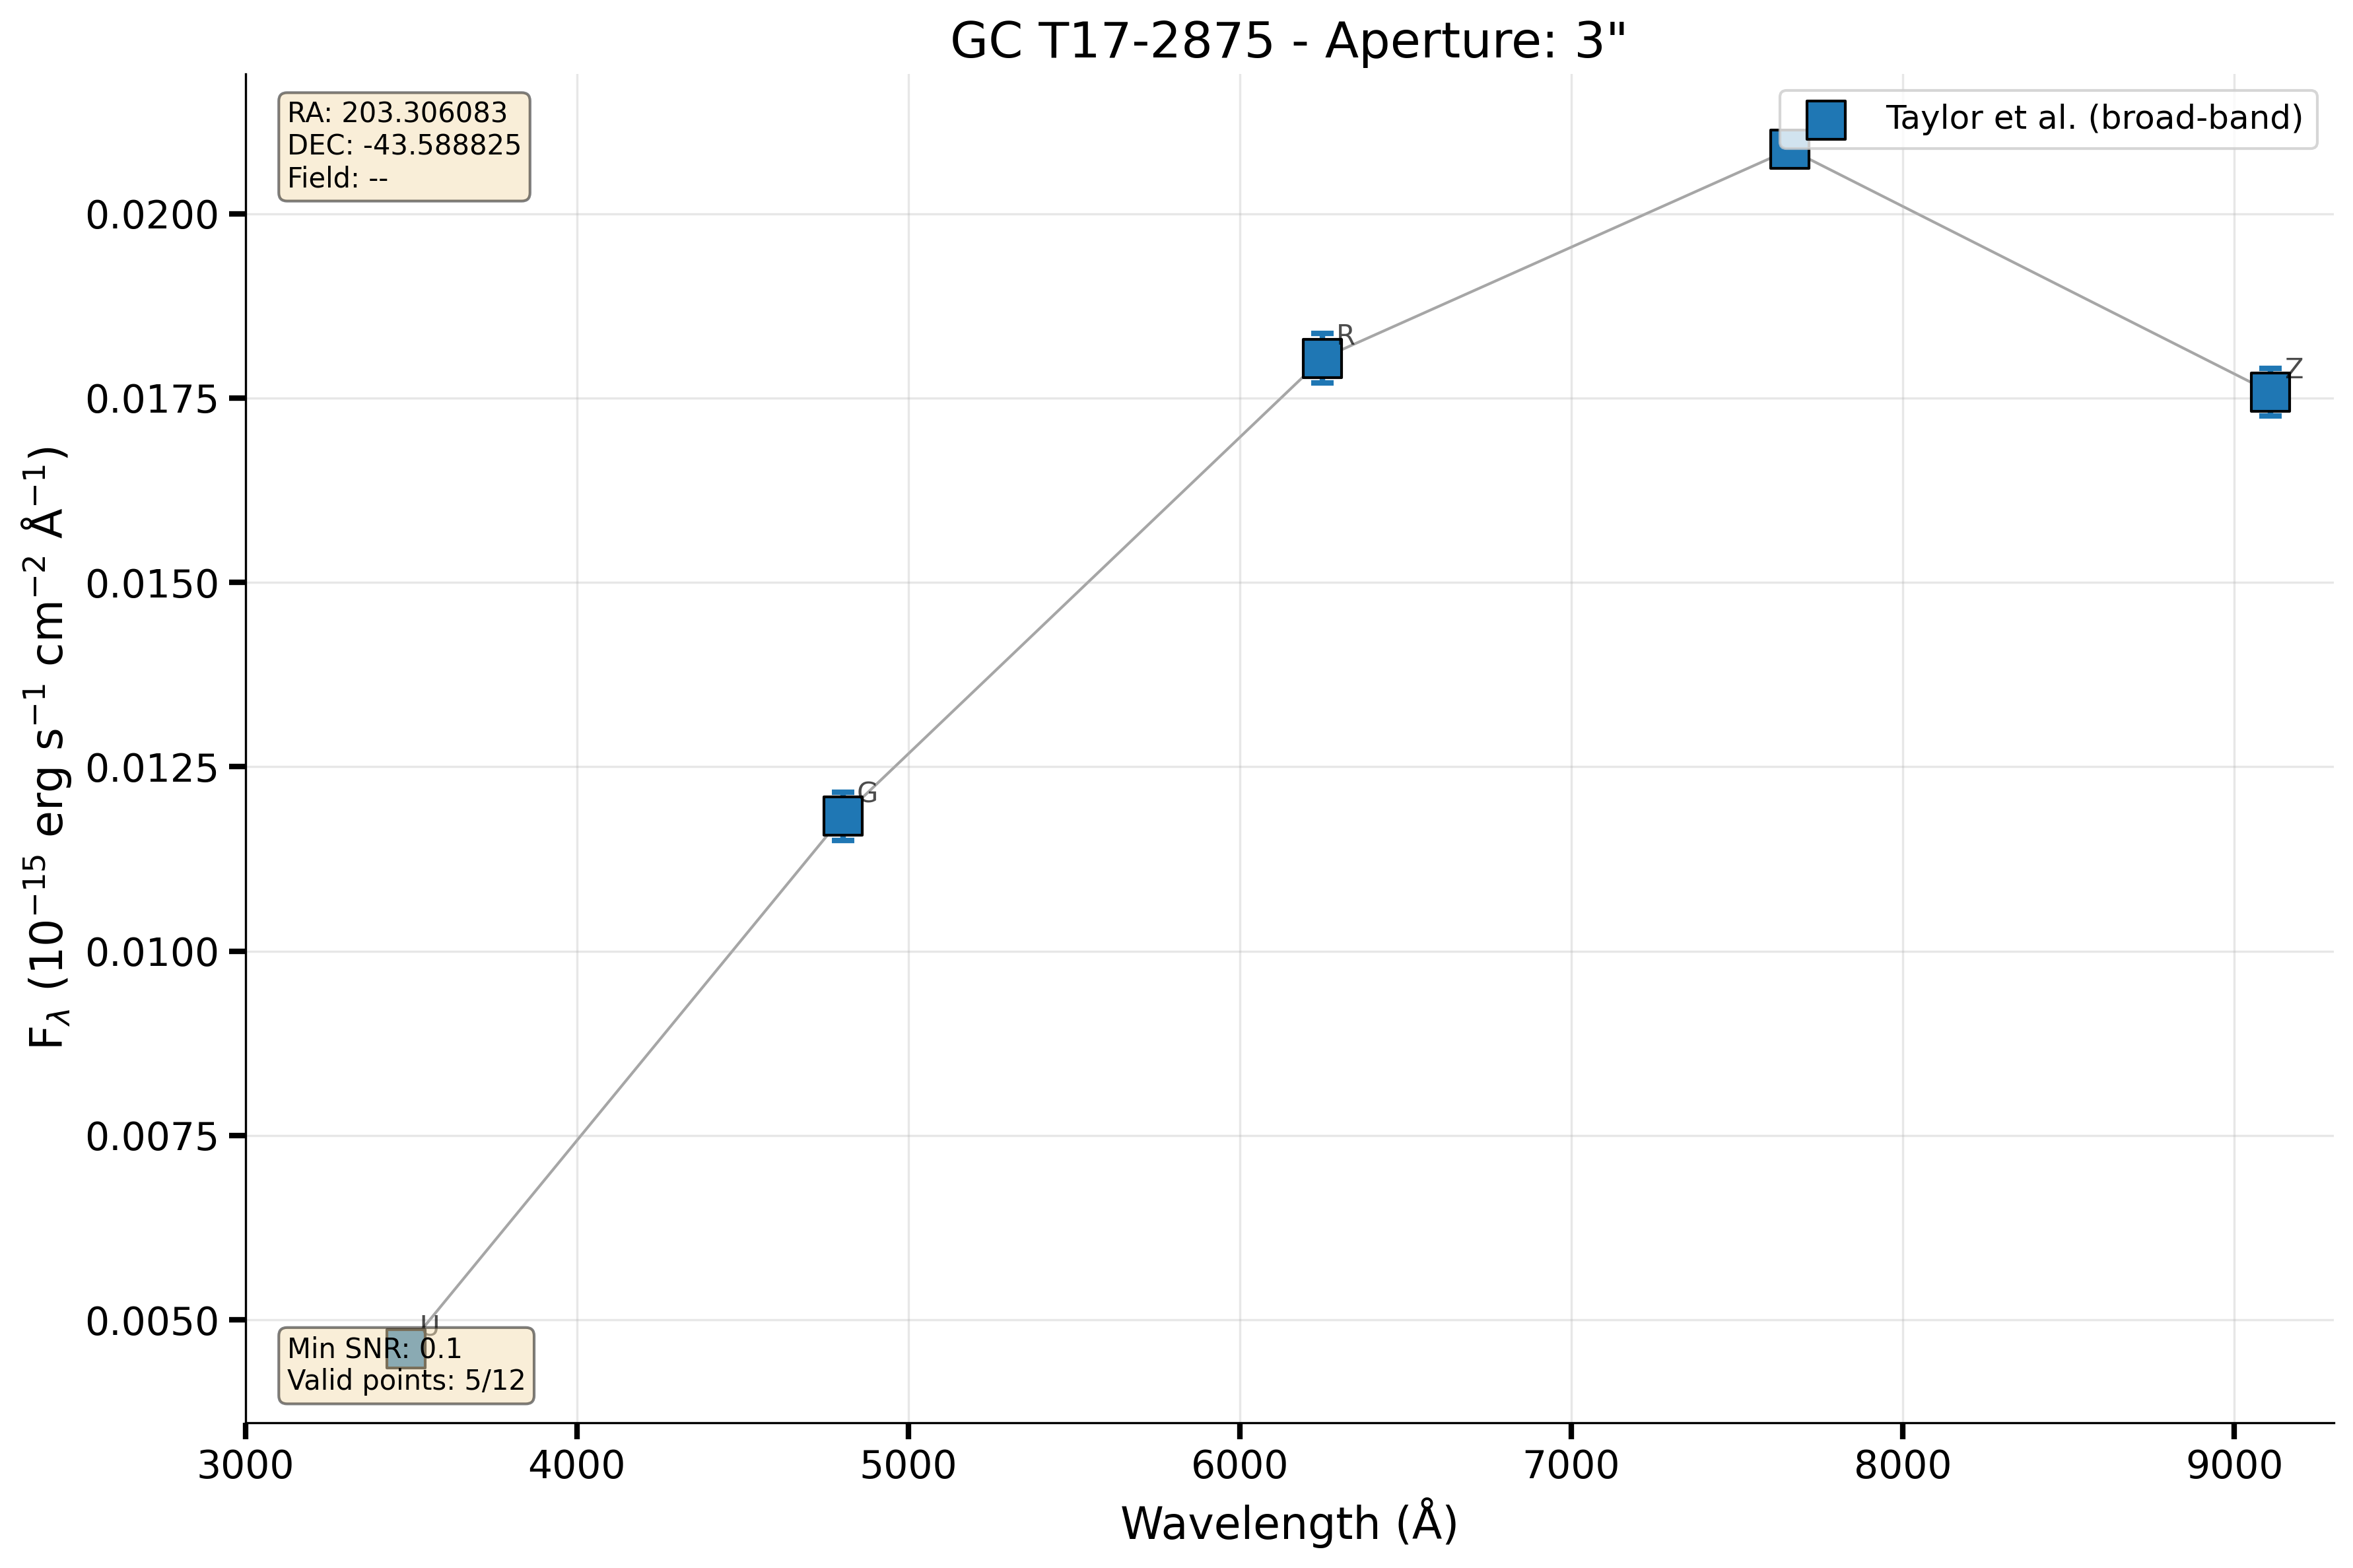 GC T17-2875 - Aperture: 3"
RA: 203.306083
DEC: -43.588825
Field: --
Taylor et al. (broad-band)
R
Z
G
U
Min SNR: 0.1
Valid points: 5/12
0.0200
0.0175
0.0150
0.0125
0.0100
0.0075
0.0050
F$_λ$ (10⁻¹⁵ erg s⁻¹ cm⁻² Å⁻¹)
3000 4000 5000 6000 7000 8000 9000
Wavelength (Å)